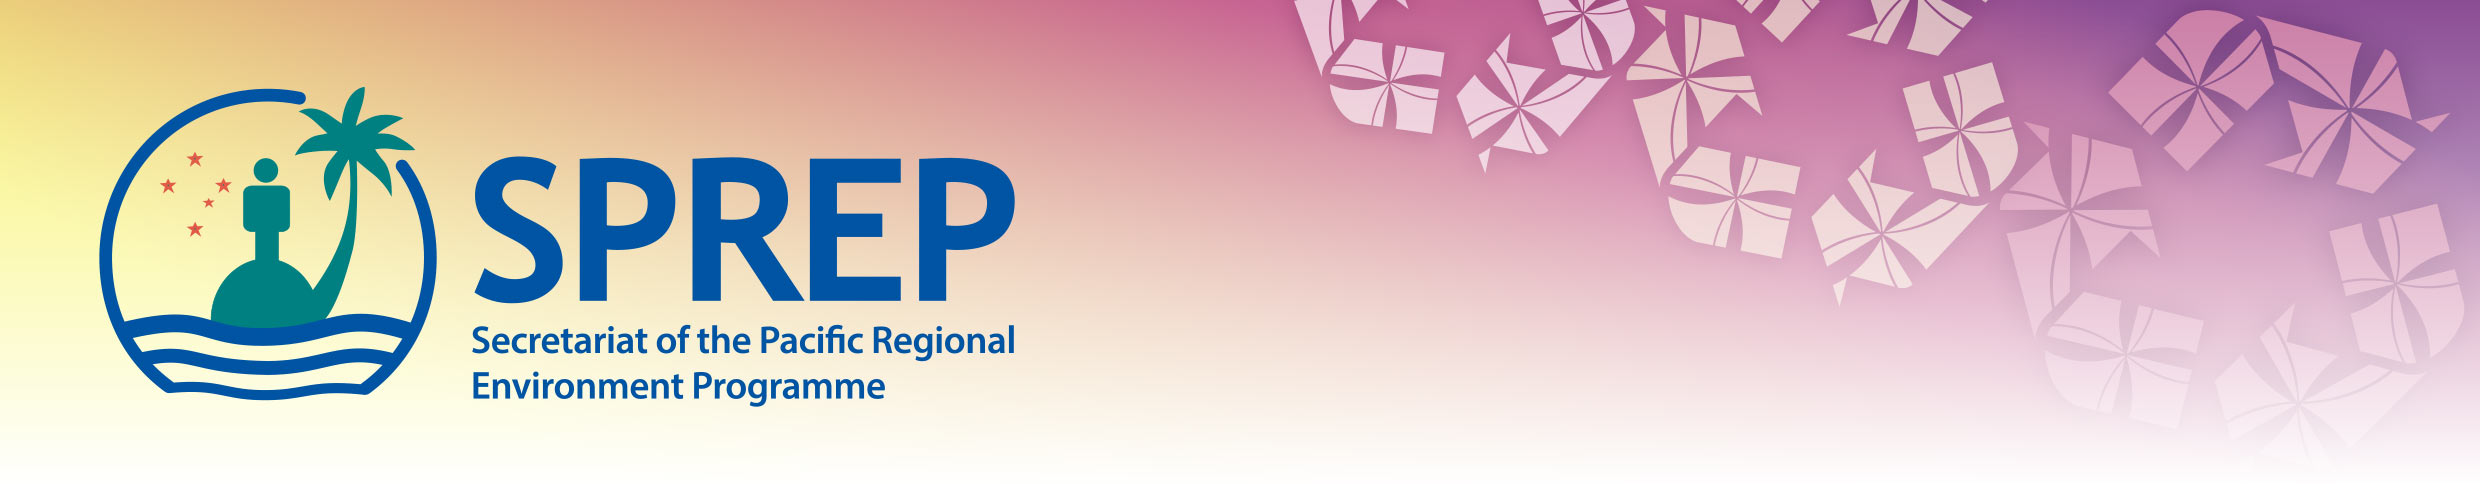 SPREP
Secretariat of the Pacific Regional
Environment Programme